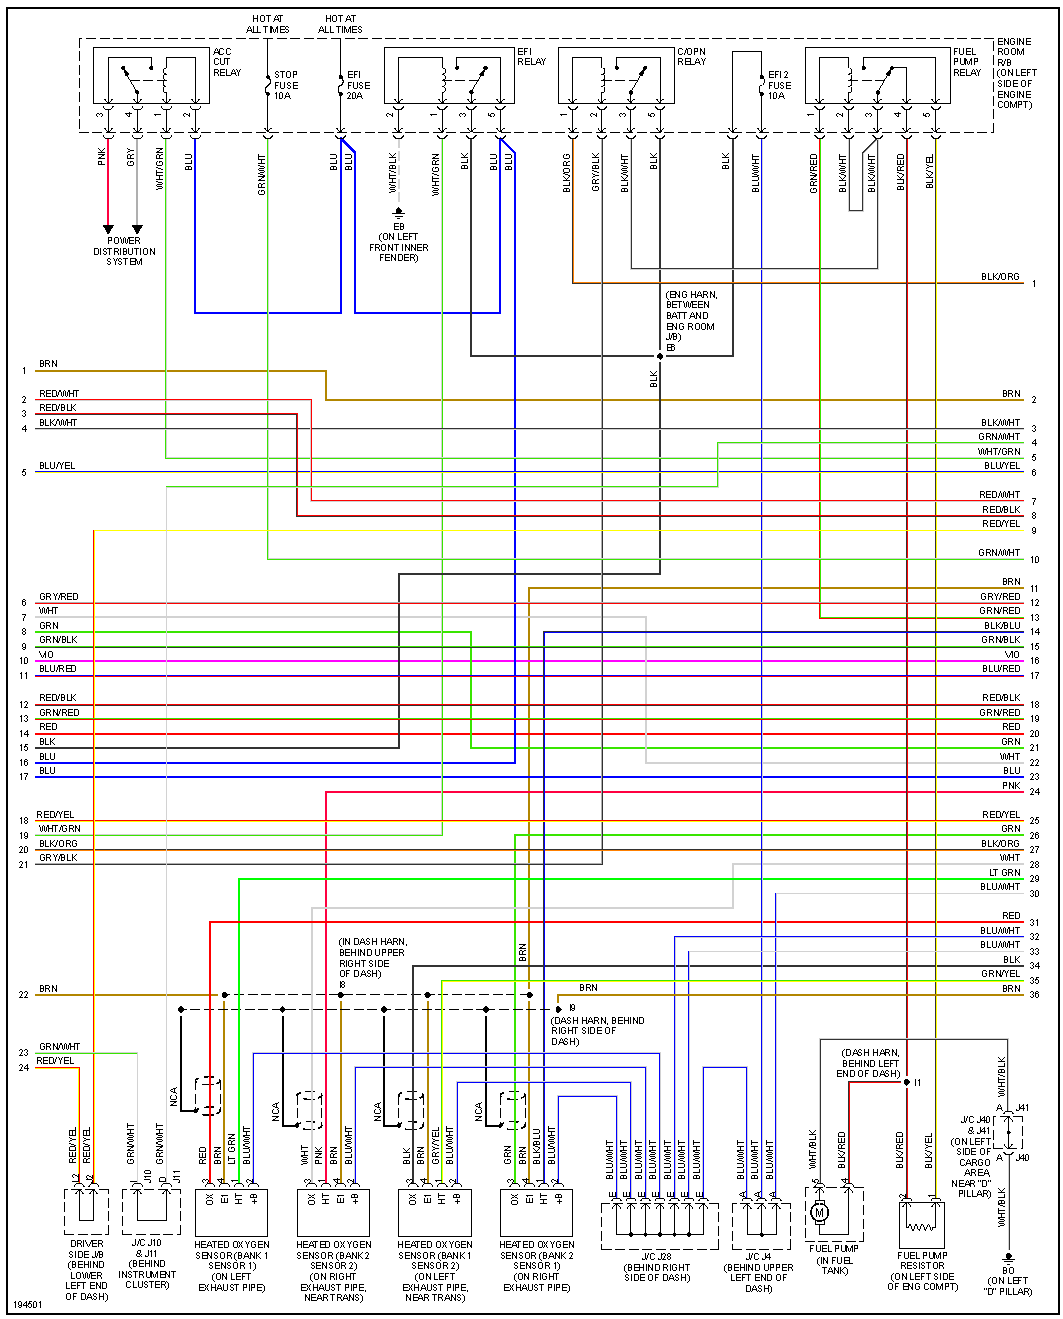 HOT AT
ALL TIMES
HOT AT
ALL TIMES
ACC
CUT
RELAY
STOP
FUSE
10A
EFI
FUSE
20A
EFI
RELAY
C/OPN
RELAY
EFI 2
FUSE
10A
FUEL
PUMP
RELAY
ENGINE
ROOM
R/B
(ON LEFT
SIDE OF
ENGINE
COMPT)
3 4 1 2 2 1 3 5 1 2 3 5 1 2 3 4 5
PNK
GRY
WHT/GRN
BLU
GRN/WHT
BLU
BLU
WHT/BLK
WHT/GRN
BLK
BLU
BLU
BLK/ORG
GRY/BLK
BLK/WHT
BLK
BLK
BLU/WHT
GRN/RED
BLK/WHT
BLK/WHT
BLK/RED
BLK/YEL
POWER
DISTRIBUTION
SYSTEM
EB
(ON LEFT
FRONT INNER
FENDER)
(ENG HARN,
BETWEEN
BATT AND
ENG ROOM
J/B)
E6
BLK
BLK/ORG 1
1 BRN
BRN 2
2 RED/WHT
3 RED/BLK
4 BLK/WHT
BLK/WHT 3
GRN/WHT 4
WHT/GRN 5
5 BLU/YEL
BLU/YEL 6
RED/WHT 7
RED/BLK 8
RED/YEL 9
GRN/WHT 10
BRN 11
6 GRY/RED
GRY/RED 12
7 WHT
GRN/RED 13
8 GRN
BLK/BLU 14
9 GRN/BLK
GRN/BLK 15
10 VIO
VIO 16
11 BLU/RED
BLU/RED 17
12 RED/BLK
RED/BLK 18
13 GRN/RED
GRN/RED 19
14 RED
RED 20
15 BLK
GRN 21
16 BLU
WHT 22
17 BLU
BLU 23
PNK 24
18 RED/YEL
RED/YEL 25
19 WHT/GRN
GRN 26
20 BLK/ORG
BLK/ORG 27
21 GRY/BLK
WHT 28
LT GRN 29
BLU/WHT 30
RED 31
BLU/WHT 32
BLU/WHT 33
BLK 34
GRN/YEL 35
BRN 36
(IN DASH HARN,
BEHIND UPPER
RIGHT SIDE
OF DASH)
I8
BRN
22 BRN
BRN
I9
(DASH HARN, BEHIND
RIGHT SIDE OF
DASH)
23 GRN/WHT
24 RED/YEL
NCA
NCA
NCA
NCA
(DASH HARN,
BEHIND LEFT
END OF DASH)
I1
WHT/BLK
A J41
J/C J40
& J41
(ON LEFT
SIDE OF
CARGO
AREA,
NEAR "D"
PILLAR)
A J40
WHT/BLK
BO
(ON LEFT
"D" PILLAR)
RED/YEL
RED/YEL
GRN/WHT
GRN/WHT
J10
J11
RED
BRN
LT GRN
BLU/WHT
WHT
PNK
BRN
BLU/WHT
BLK
BRN
GRY/YEL
BLU/WHT
GRN
BRN
BLK/BLU
BLU/WHT
BLU/WHT
BLU/WHT
BLU/WHT
BLU/WHT
BLU/WHT
BLU/WHT
BLU/WHT
BLU/WHT
BLU/WHT
BLU/WHT
WHT/BLK
BLK/RED
BLK/RED
BLK/YEL
12
I D
3 4 1 2
3 1 4 2
3 4 1 2
3 4 1 2
E E E E E E E
A A A
5 4
2 1
OX E1 HT +B
OX HT E1 +B
OX E1 HT +B
OX E1 HT +B
M
DRIVER
SIDE J/B
(BEHIND
LOWER
LEFT END
OF DASH)
J/C J10
& J11
(BEHIND
INSTRUMENT
CLUSTER)
HEATED OXYGEN
SENSOR (BANK 1
SENSOR 1)
(ON LEFT
EXHAUST PIPE)
HEATED OXYGEN
SENSOR (BANK 2
SENSOR 2)
(ON RIGHT
EXHAUST PIPE,
NEAR TRANS)
HEATED OXYGEN
SENSOR (BANK 1
SENSOR 2)
(ON LEFT
EXHAUST PIPE,
NEAR TRANS)
HEATED OXYGEN
SENSOR (BANK 2
SENSOR 1)
(ON RIGHT
EXHAUST PIPE)
J/C J28
(BEHIND RIGHT
SIDE OF DASH)
J/C J4
(BEHIND UPPER
LEFT END OF
DASH)
FUEL PUMP
(IN FUEL
TANK)
FUEL PUMP
RESISTOR
(ON LEFT SIDE
OF ENG COMPT)
194501